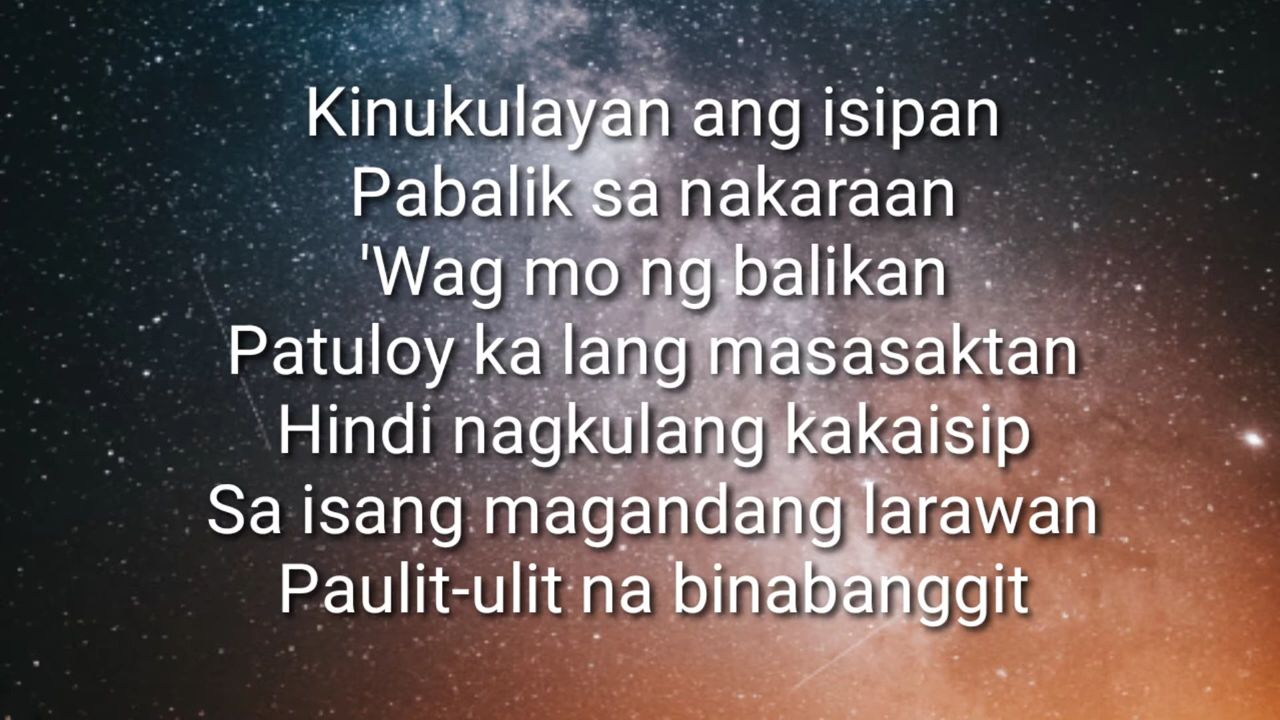 Kinukulayan ang isipan
Pabalik sa nakaraan
'Wag mo ng balikan
Patuloy ka lang masasaktan
Hindi nagkulang kakaisip
Sa isang magandang larawan
Paulit-ulit na binabanggit